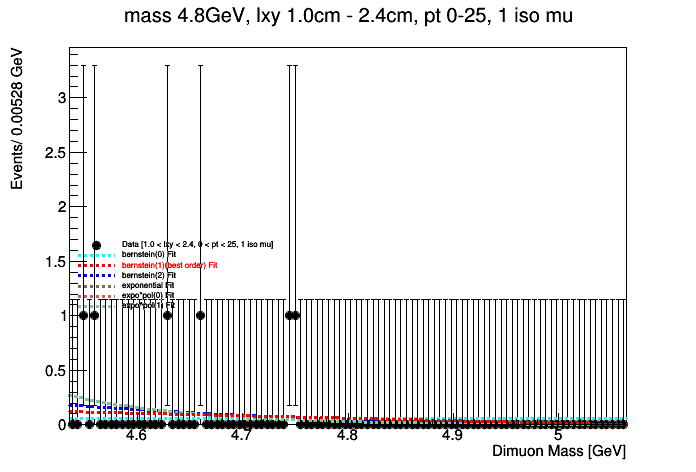 mass 4.8GeV, lxy 1.0cm - 2.4cm, pt 0-25, 1 iso mu
Events/ 0.00528 GeV
3
2.5
2
Data [1.0 < lxy < 2.4, 0 < pt < 25, 1 iso mu]
bernstein(0) Fit
1.5
bernstein(1)(best order) Fit
bernstein(2) Fit
exponential Fit
expo*pol(0) Fit
expo*pol(1) Fit
1
0.5
0
4.6
4.7
4.8
4.9
5
Dimuon Mass [GeV]